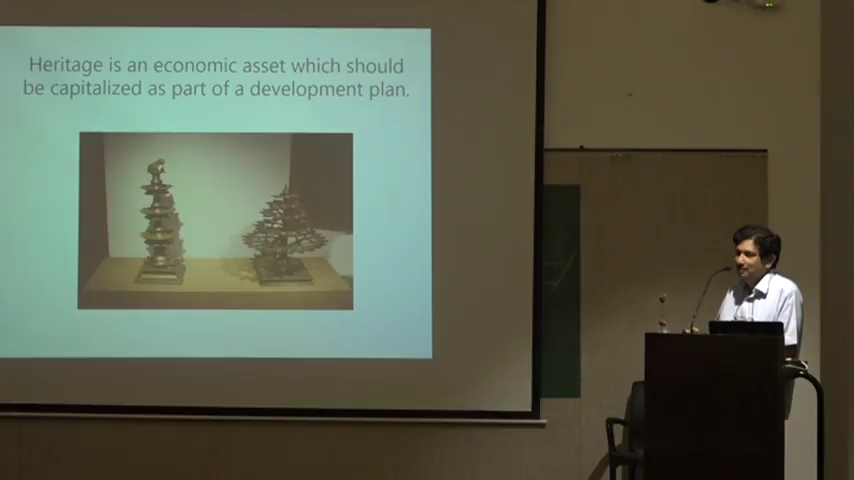 Heritage is an economic asset which should
be capitalized as part of a development plan.